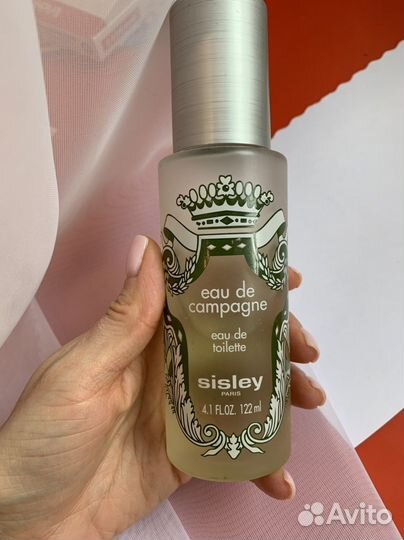 eau de
campagne
eau de
toilette
sisley
PARIS
4.1 FL.OZ. 122 ml
Avito